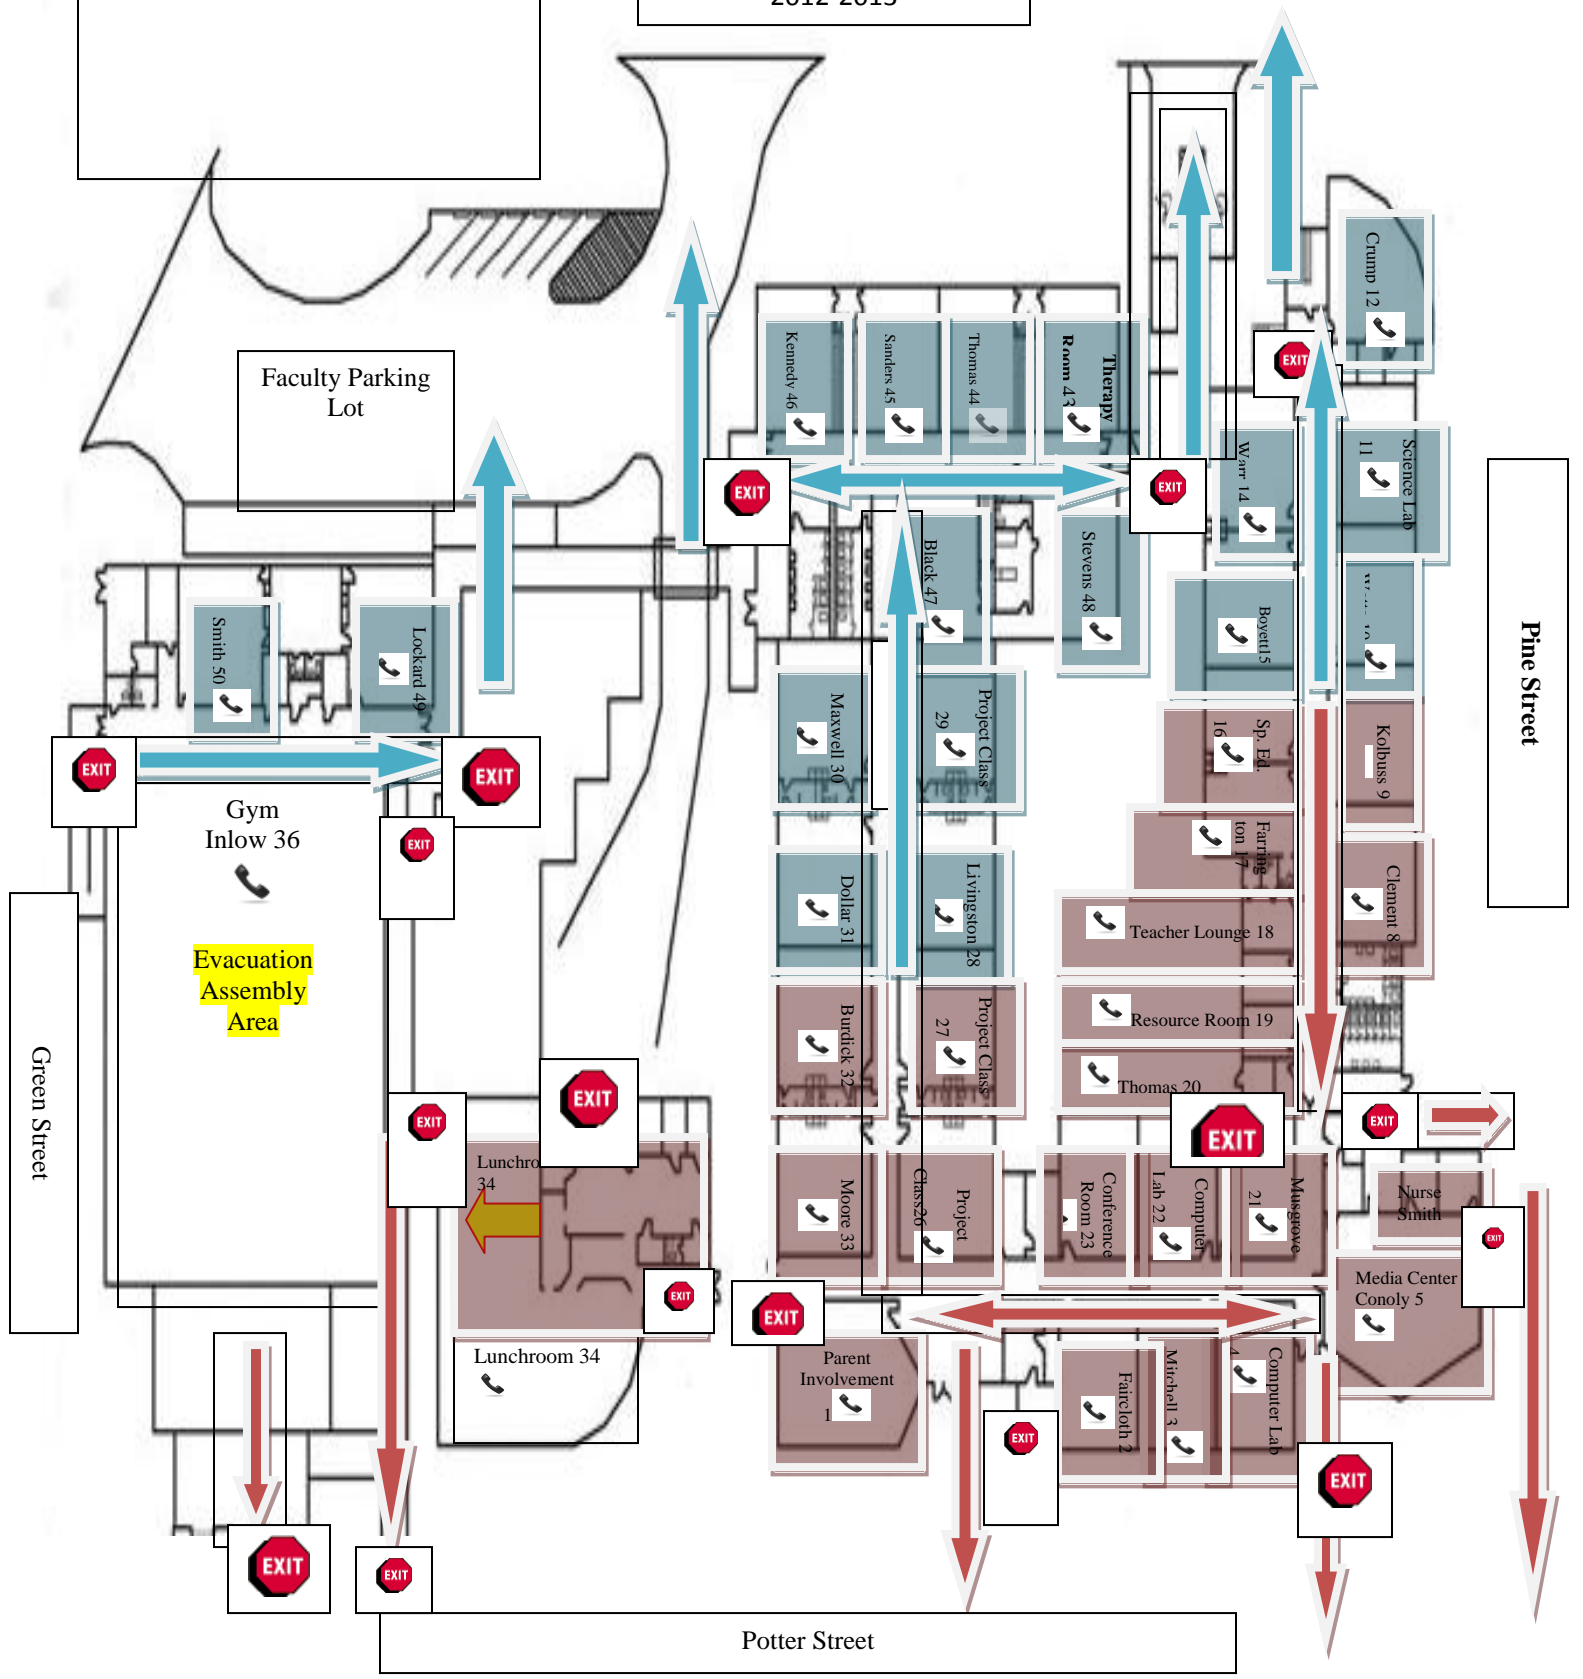 2012-2013
Crump 12
Kennedy 46
Sanders 45
Thomas 44
Therapy
Room 43
Faculty Parking
Lot
EXIT
EXIT
EXIT
Warr 14
Science Lab
11
Black 47
Stevens 48
Boyett15
Pine Street
Smith 50
Lockard 49
Maxwell 30
Project Class
29
Sp. Ed.
16
Kolbuss 9
EXIT
EXIT
EXIT
Gym
Inlow 36
Farring
ton 17
Dollar 31
Livingston 28
Clement 8
Teacher Lounge 18
Evacuation
Assembly
Area
Burdick 32
Project Class
27
Resource Room 19
Thomas 20
Green Street
EXIT
EXIT
EXIT
EXIT
Lunchro
34
Moore 33
Project
Class26
Conference
Room 23
Computer
Lab 22
Musgrove
21
Nurse
Smith
EXIT
Media Center
Conoly 5
EXIT
EXIT
Lunchroom 34
Parent
Involvement
1
Faircloth 2
Mitchell 3
Computer Lab
4
EXIT
EXIT
EXIT
EXIT
Potter Street